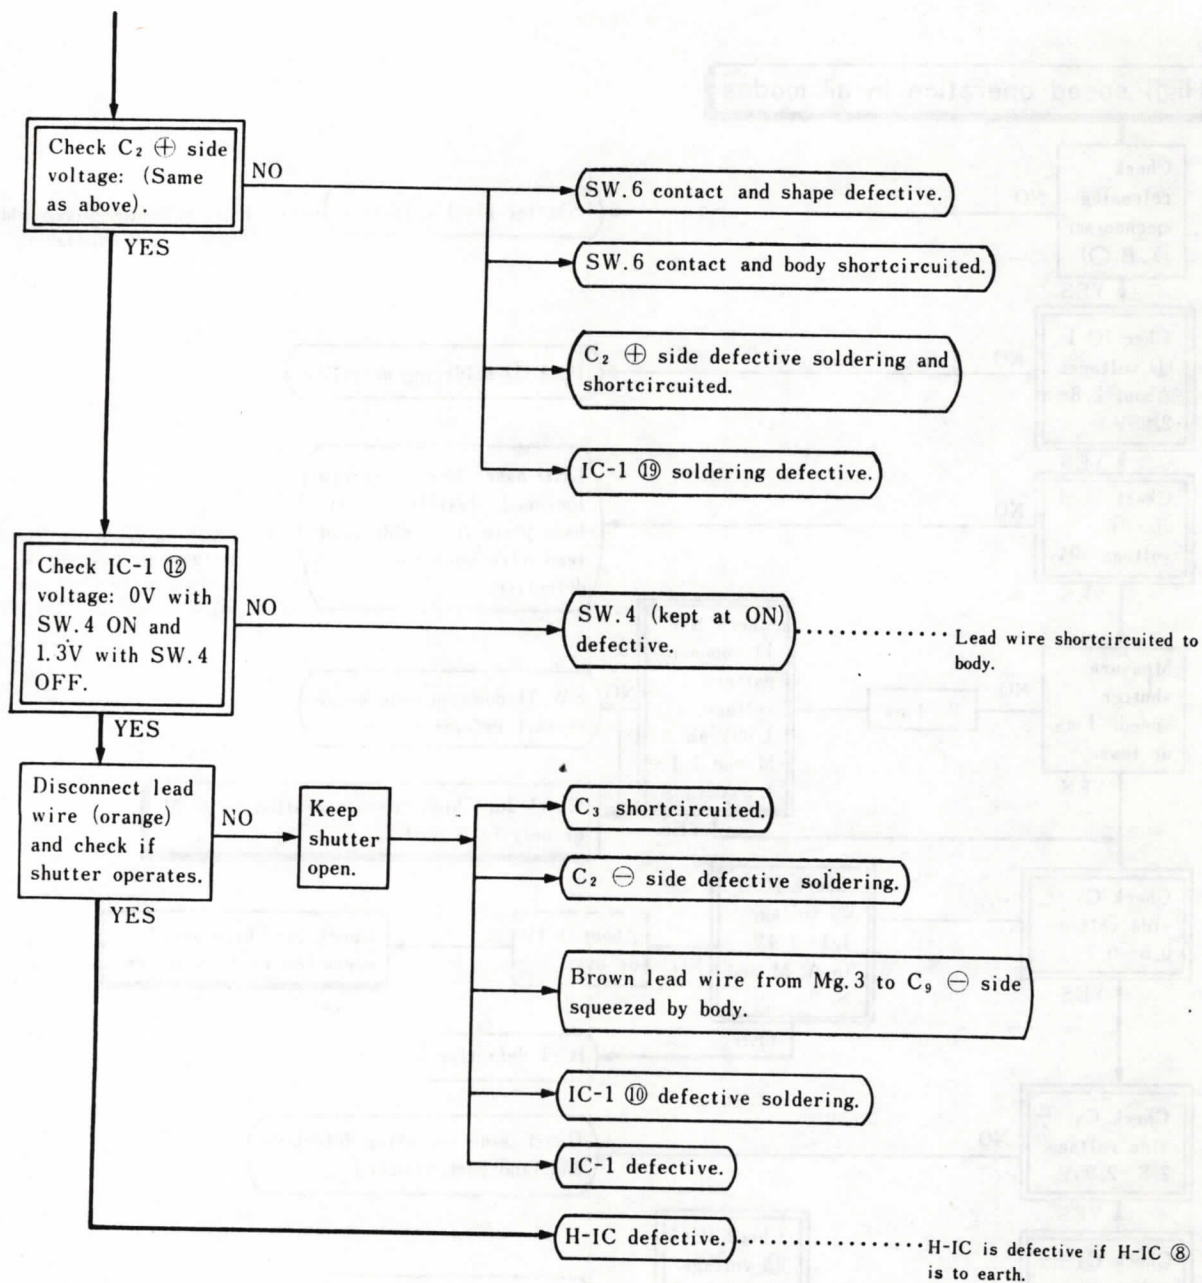 Check C₂ ⊕ side
voltage: (Same
as above).
NO
YES
SW.6 contact and shape defective.
SW.6 contact and body shortcircuited.
C₂ ⊕ side defective soldering and
shortcircuited.
IC-1 ⑲ soldering defective.
Check IC-1 ⑫
voltage: 0V with
SW.4 ON and
1.3V with SW.4
OFF.
NO
YES
SW.4 (kept at ON)
defective.
Lead wire shortcircuited to
body.
Disconnect lead
wire (orange)
and check if
shutter operates.
NO
YES
Keep
shutter
open.
C₃ shortcircuited.
C₂ ⊖ side defective soldering.
Brown lead wire from Mg.3 to C₉ ⊖ side
squeezed by body.
IC-1 ⑩ defective soldering.
IC-1 defective.
H-IC defective.
H-IC is defective if H-IC ⑧
is to earth.